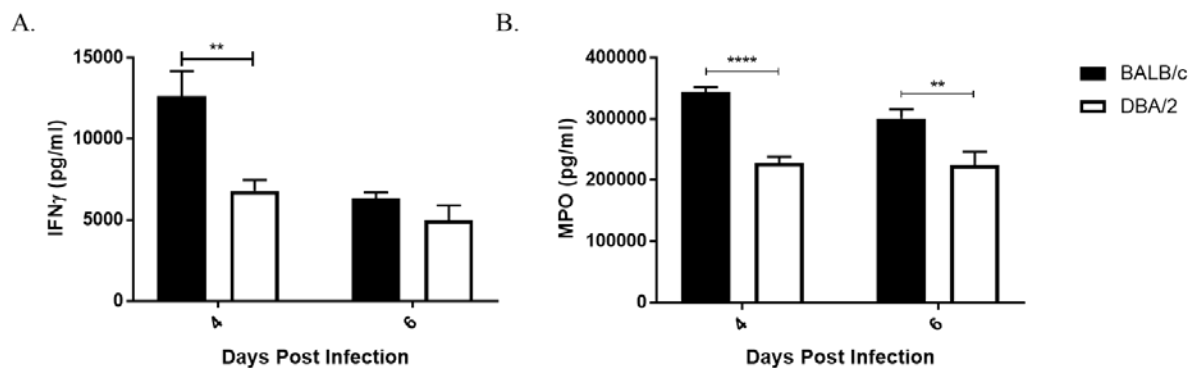 A.
IFNγ (pg/ml)
15000
10000
5000
0
**
4
6
Days Post Infection
B.
MPO (pg/ml)
400000
300000
200000
100000
0
****
**
4
6
Days Post Infection
BALB/c
DBA/2